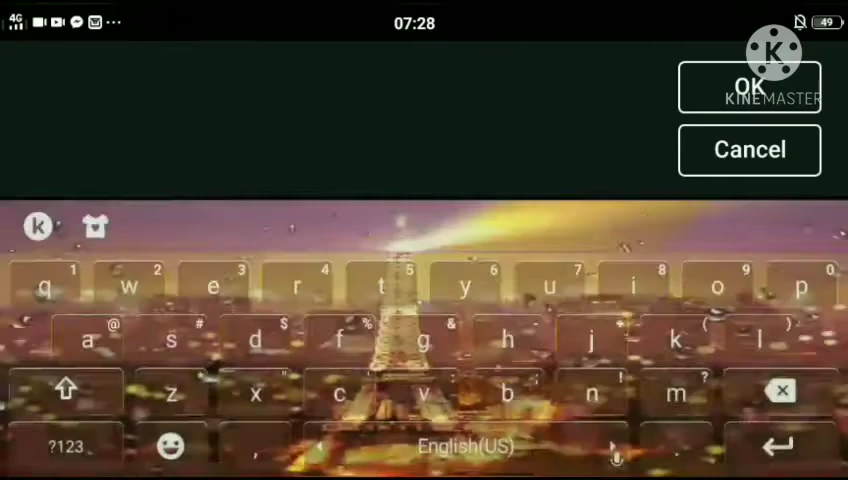 4G 07:28 49
K
OK
KINEMASTER
Cancel
k
1 2 3 4 5 6 7 8 9 0
q w e r t y u i o p
@ # $ % & - + ( )
a s d f g h j k l
* " ' : ; ! ?
z x c v b n m
?123 , English(US) .